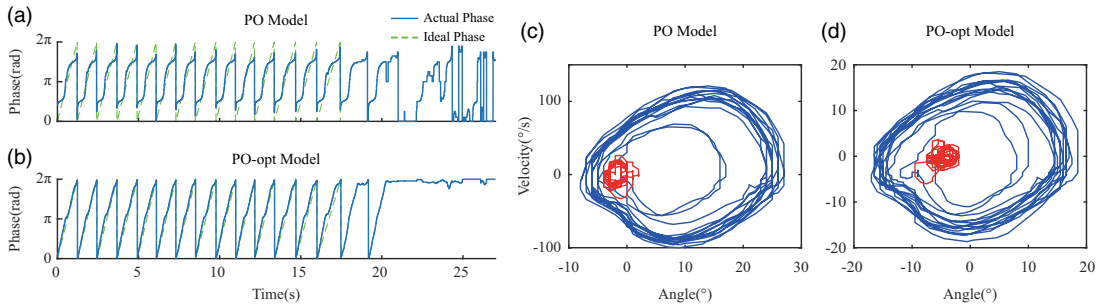 (a)
PO Model
Actual Phase
Ideal Phase
Phase(rad)
2π
π
0
(b)
PO-opt Model
Phase(rad)
2π
π
0
0 5 10 15 20 25
Time(s)
(c)
PO Model
Velocity(°/s)
100
0
-100
-10 0 10 20 30
Angle(°)
(d)
PO-opt Model
20
10
0
-10
-20
-20 -10 0 10 20
Angle(°)